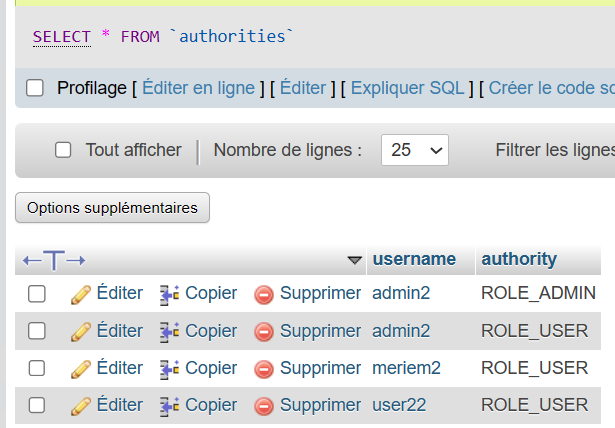 SELECT * FROM `authorities`
Profilage [ Éditer en ligne ] [ Éditer ] [ Expliquer SQL ] [ Créer le code so
Tout afficher | Nombre de lignes : 25 Filtrer les lignes
Options supplémentaires
username authority
Éditer Copier Supprimer admin2 ROLE_ADMIN
Éditer Copier Supprimer admin2 ROLE_USER
Éditer Copier Supprimer meriem2 ROLE_USER
Éditer Copier Supprimer user22 ROLE_USER